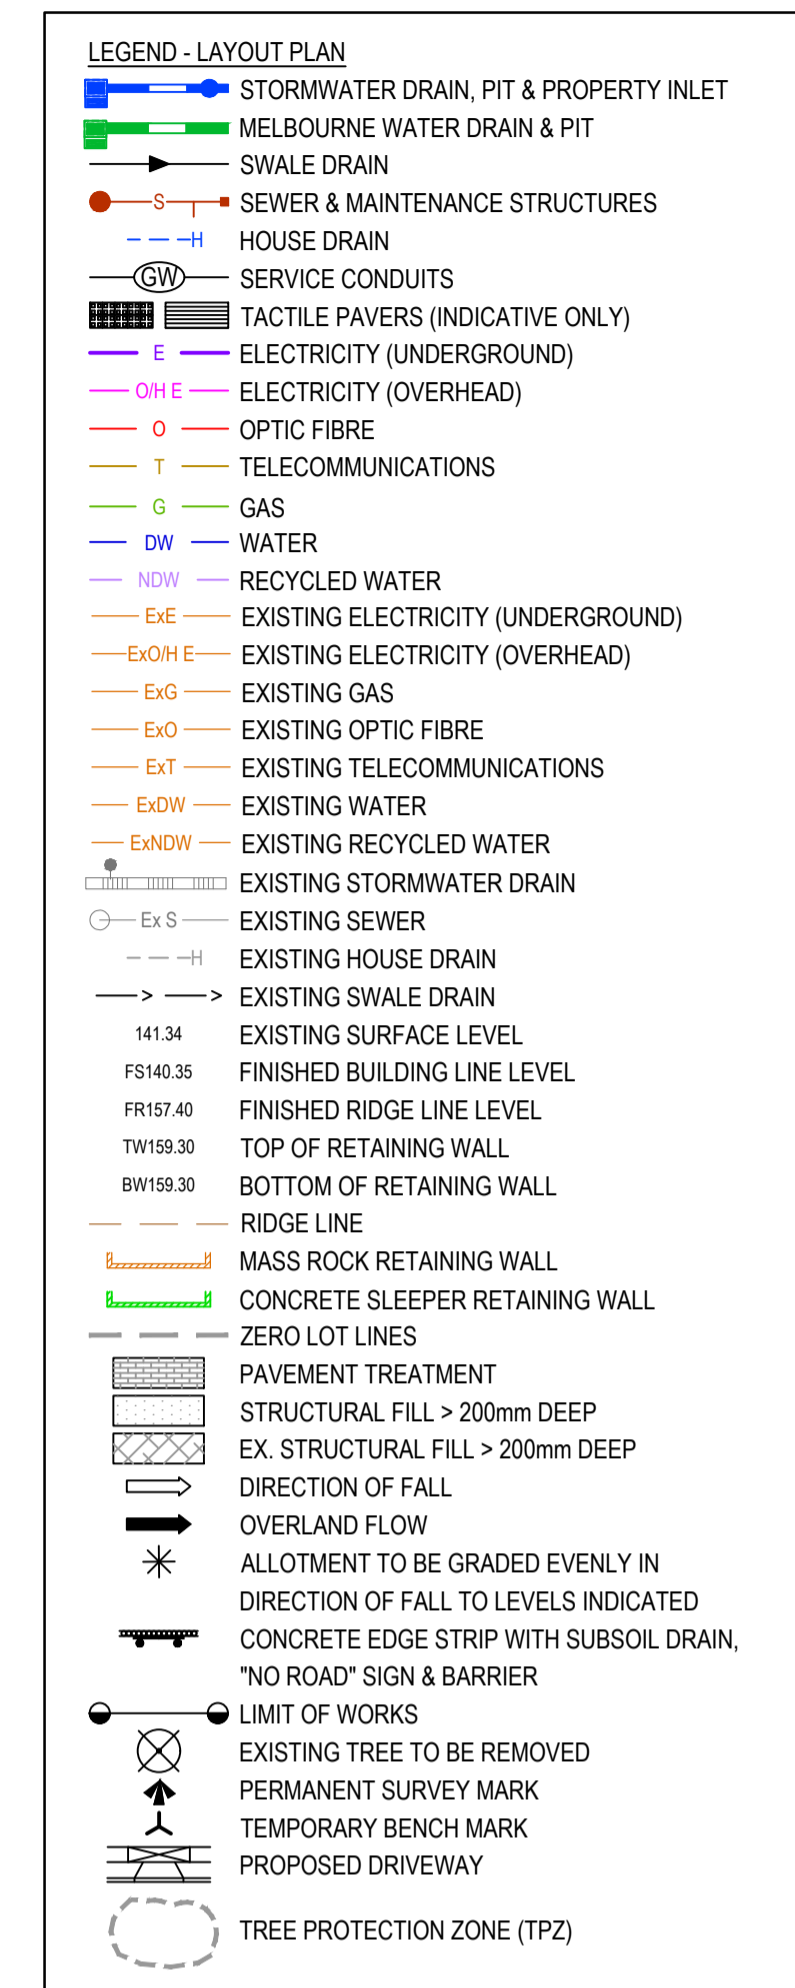 LEGEND - LAYOUT PLAN
STORMWATER DRAIN, PIT & PROPERTY INLET
MELBOURNE WATER DRAIN & PIT
SWALE DRAIN
S SEWER & MAINTENANCE STRUCTURES
H HOUSE DRAIN
GW SERVICE CONDUITS
TACTILE PAVERS (INDICATIVE ONLY)
E ELECTRICITY (UNDERGROUND)
O/H E ELECTRICITY (OVERHEAD)
O OPTIC FIBRE
T TELECOMMUNICATIONS
G GAS
DW WATER
NDW RECYCLED WATER
ExE EXISTING ELECTRICITY (UNDERGROUND)
ExO/H E EXISTING ELECTRICITY (OVERHEAD)
ExG EXISTING GAS
ExO EXISTING OPTIC FIBRE
ExT EXISTING TELECOMMUNICATIONS
ExDW EXISTING WATER
ExNDW EXISTING RECYCLED WATER
EXISTING STORMWATER DRAIN
Ex S EXISTING SEWER
H EXISTING HOUSE DRAIN
EXISTING SWALE DRAIN
141.34 EXISTING SURFACE LEVEL
FS140.35 FINISHED BUILDING LINE LEVEL
FR157.40 FINISHED RIDGE LINE LEVEL
TW159.30 TOP OF RETAINING WALL
BW159.30 BOTTOM OF RETAINING WALL
RIDGE LINE
MASS ROCK RETAINING WALL
CONCRETE SLEEPER RETAINING WALL
ZERO LOT LINES
PAVEMENT TREATMENT
STRUCTURAL FILL > 200mm DEEP
EX. STRUCTURAL FILL > 200mm DEEP
DIRECTION OF FALL
OVERLAND FLOW
ALLOTMENT TO BE GRADED EVENLY IN
DIRECTION OF FALL TO LEVELS INDICATED
CONCRETE EDGE STRIP WITH SUBSOIL DRAIN,
"NO ROAD" SIGN & BARRIER
LIMIT OF WORKS
EXISTING TREE TO BE REMOVED
PERMANENT SURVEY MARK
TEMPORARY BENCH MARK
PROPOSED DRIVEWAY
TREE PROTECTION ZONE (TPZ)